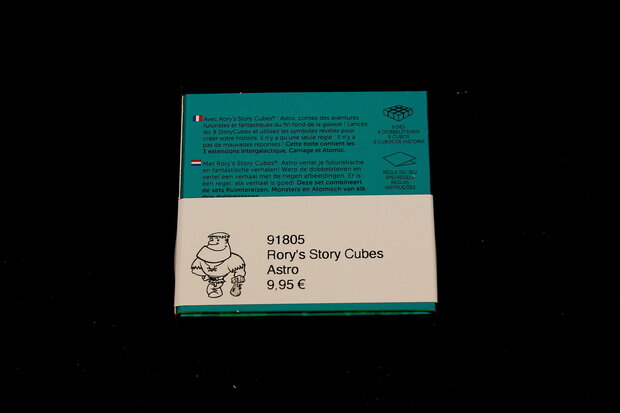 Avec Rory's Story Cubes® Astro, contez des aventures
futuristes et fantastiques du fin fond de la galaxie ! Lancez
les 9 StoryCubes et utilisez les symboles révélés pour
créer votre histoire. Il n'y a qu'une seule règle : il n'y a
pas de mauvaises réponses ! Cette boîte contient les
3 extensions Intergalactique, Carnage et Atomic.
Met Rory's Story Cubes® Astro vertel je futuristische
en fantastische verhalen! Werp de dobbelstenen en
vertel een verhaal met de negen afbeeldingen. Er is
een regel: elk verhaal is goed! Deze set combineert
de sets Ruimtereizen, Monsters en Atomisch van elk
9 DÉS
9 DOBBELSTENEN
9 CUBOS
9 CUBOS DE HISTORIA
RÈGLE DU JEU
SPELREGELS
REGLAS
INSTRUÇÕES
91805
Rory's Story Cubes
Astro
9,95 €